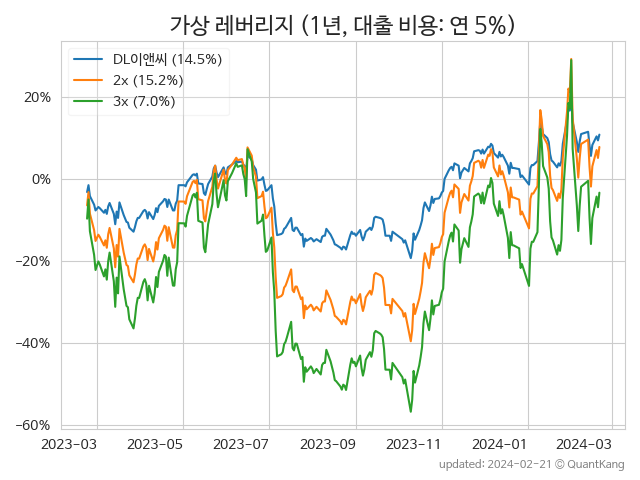 가상 레버리지 (1년, 대출 비용: 연 5%)
DL이앤씨 (14.5%)
2x (15.2%)
3x (7.0%)
20%
0%
−20%
−40%
−60%
2023-03 2023-05 2023-07 2023-09 2023-11 2024-01 2024-03
updated: 2024-02-21 © QuantKang